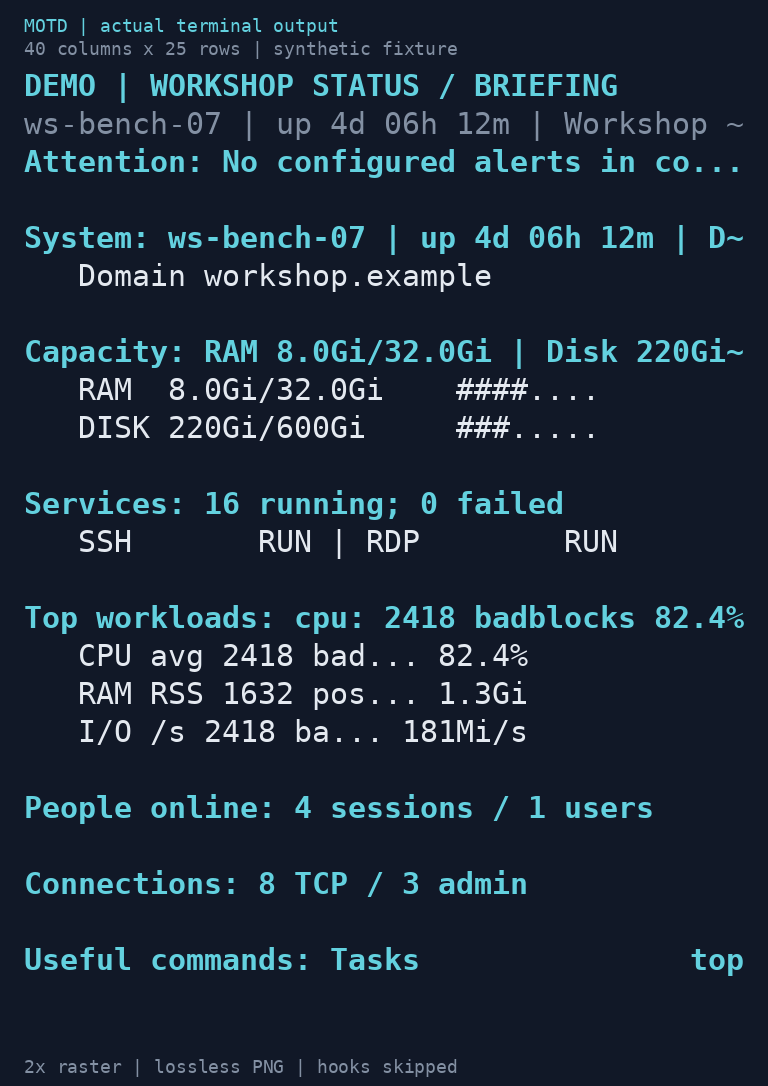 MOTD | actual terminal output
40 columns x 25 rows | synthetic fixture
DEMO | WORKSHOP STATUS / BRIEFING
ws-bench-07 | up 4d 06h 12m | Workshop ~
Attention: No configured alerts in co...
System: ws-bench-07 | up 4d 06h 12m | D~
Domain workshop.example
Capacity: RAM 8.0Gi/32.0Gi | Disk 220Gi~
RAM  8.0Gi/32.0Gi    ####....
DISK 220Gi/600Gi     ###.....
Services: 16 running; 0 failed
SSH       RUN | RDP        RUN
Top workloads: cpu: 2418 badblocks 82.4%
CPU avg 2418 bad... 82.4%
RAM RSS 1632 pos... 1.3Gi
I/O /s 2418 ba... 181Mi/s
People online: 4 sessions / 1 users
Connections: 8 TCP / 3 admin
Useful commands: Tasks               top
2x raster | lossless PNG | hooks skipped